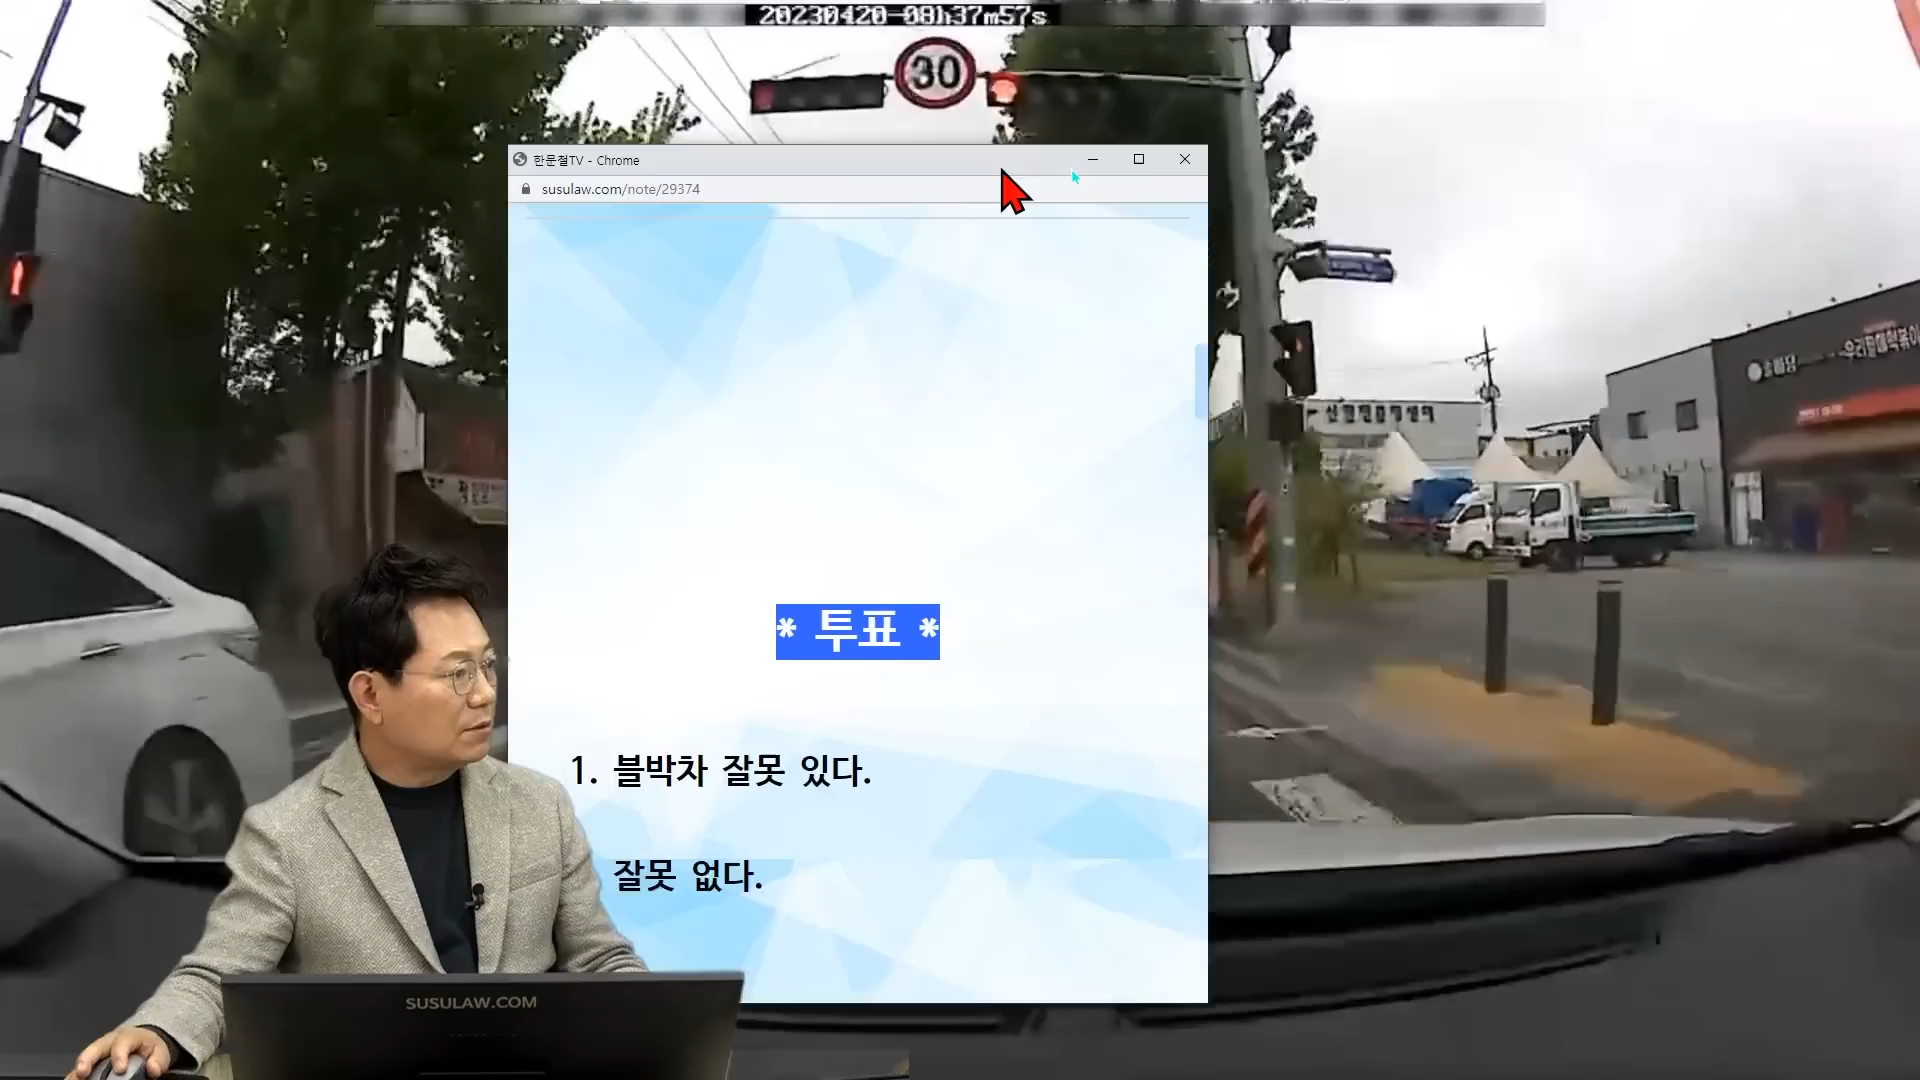 20230420-08h37m57s
30
한문철TV - Chrome
susulaw.com/note/29374
* 투표 *
1. 블박차 잘못 있다.
잘못 없다.
SUSULAW.COM